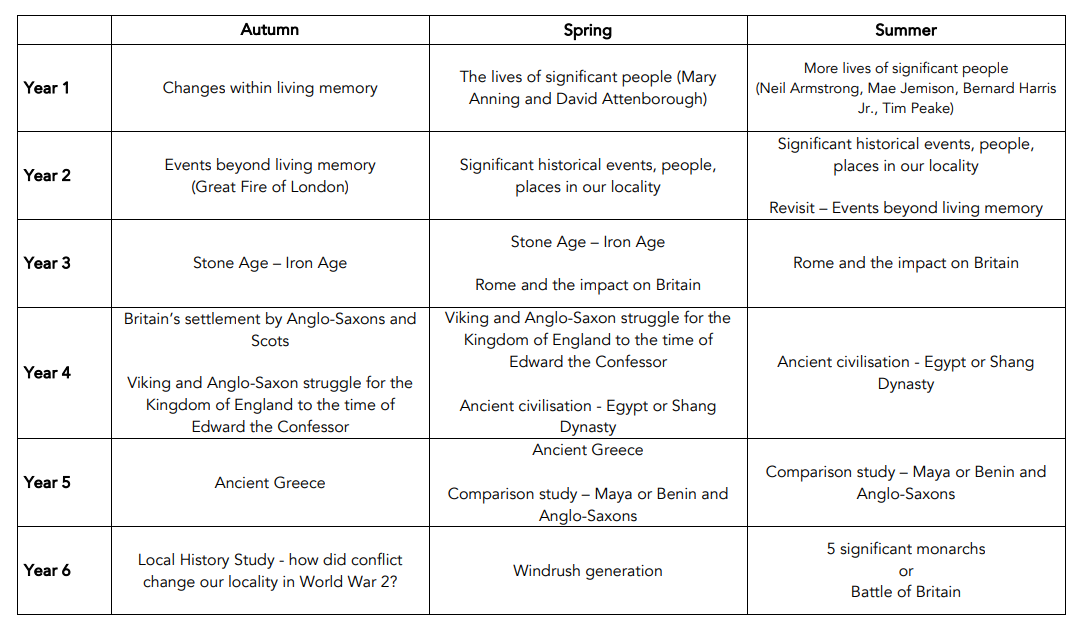 Autumn
Spring
Summer
Year 1
Changes within living memory
The lives of significant people (Mary
Anning and David Attenborough)
More lives of significant people
(Neil Armstrong, Mae Jemison, Bernard Harris
Jr., Tim Peake)
Year 2
Events beyond living memory
(Great Fire of London)
Significant historical events, people,
places in our locality
Significant historical events, people,
places in our locality
Revisit – Events beyond living memory
Year 3
Stone Age – Iron Age
Stone Age – Iron Age
Rome and the impact on Britain
Rome and the impact on Britain
Year 4
Britain’s settlement by Anglo-Saxons and
Scots
Viking and Anglo-Saxon struggle for the
Kingdom of England to the time of
Edward the Confessor
Viking and Anglo-Saxon struggle for the
Kingdom of England to the time of
Edward the Confessor
Ancient civilisation - Egypt or Shang
Dynasty
Ancient civilisation - Egypt or Shang
Dynasty
Year 5
Ancient Greece
Ancient Greece
Comparison study – Maya or Benin and
Anglo-Saxons
Comparison study – Maya or Benin and
Anglo-Saxons
Year 6
Local History Study - how did conflict
change our locality in World War 2?
Windrush generation
5 significant monarchs
or
Battle of Britain